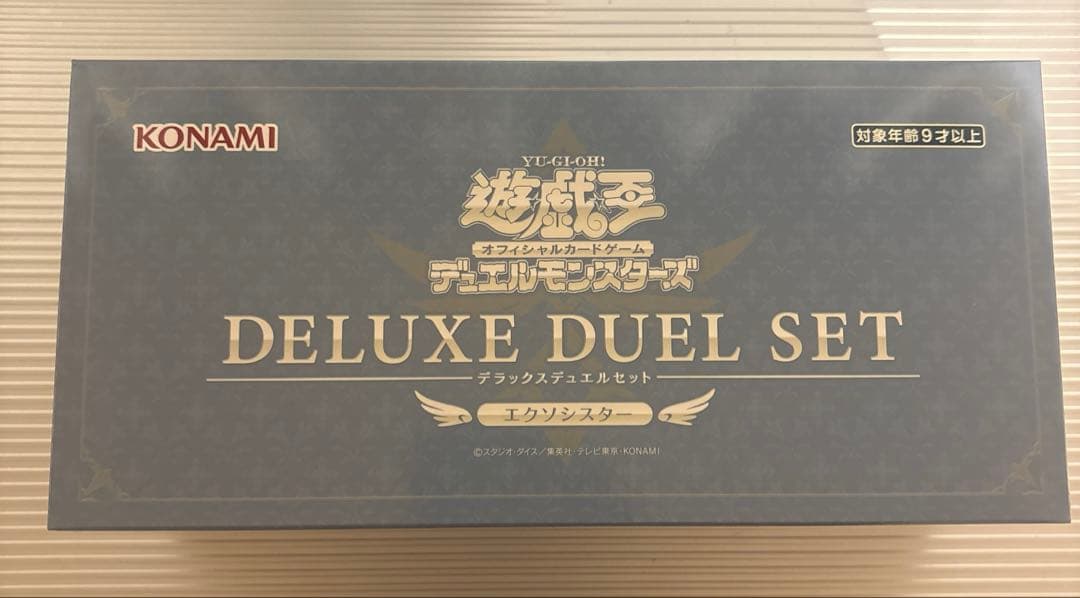 KONAMI
対象年齢9才以上
YU-GI-OH!
遊戯王
オフィシャルカードゲーム
デュエルモンスターズ
DELUXE DUEL SET
デラックスデュエルセット
エクソシスター
©スタジオ・ダイス／集英社・テレビ東京・KONAMI